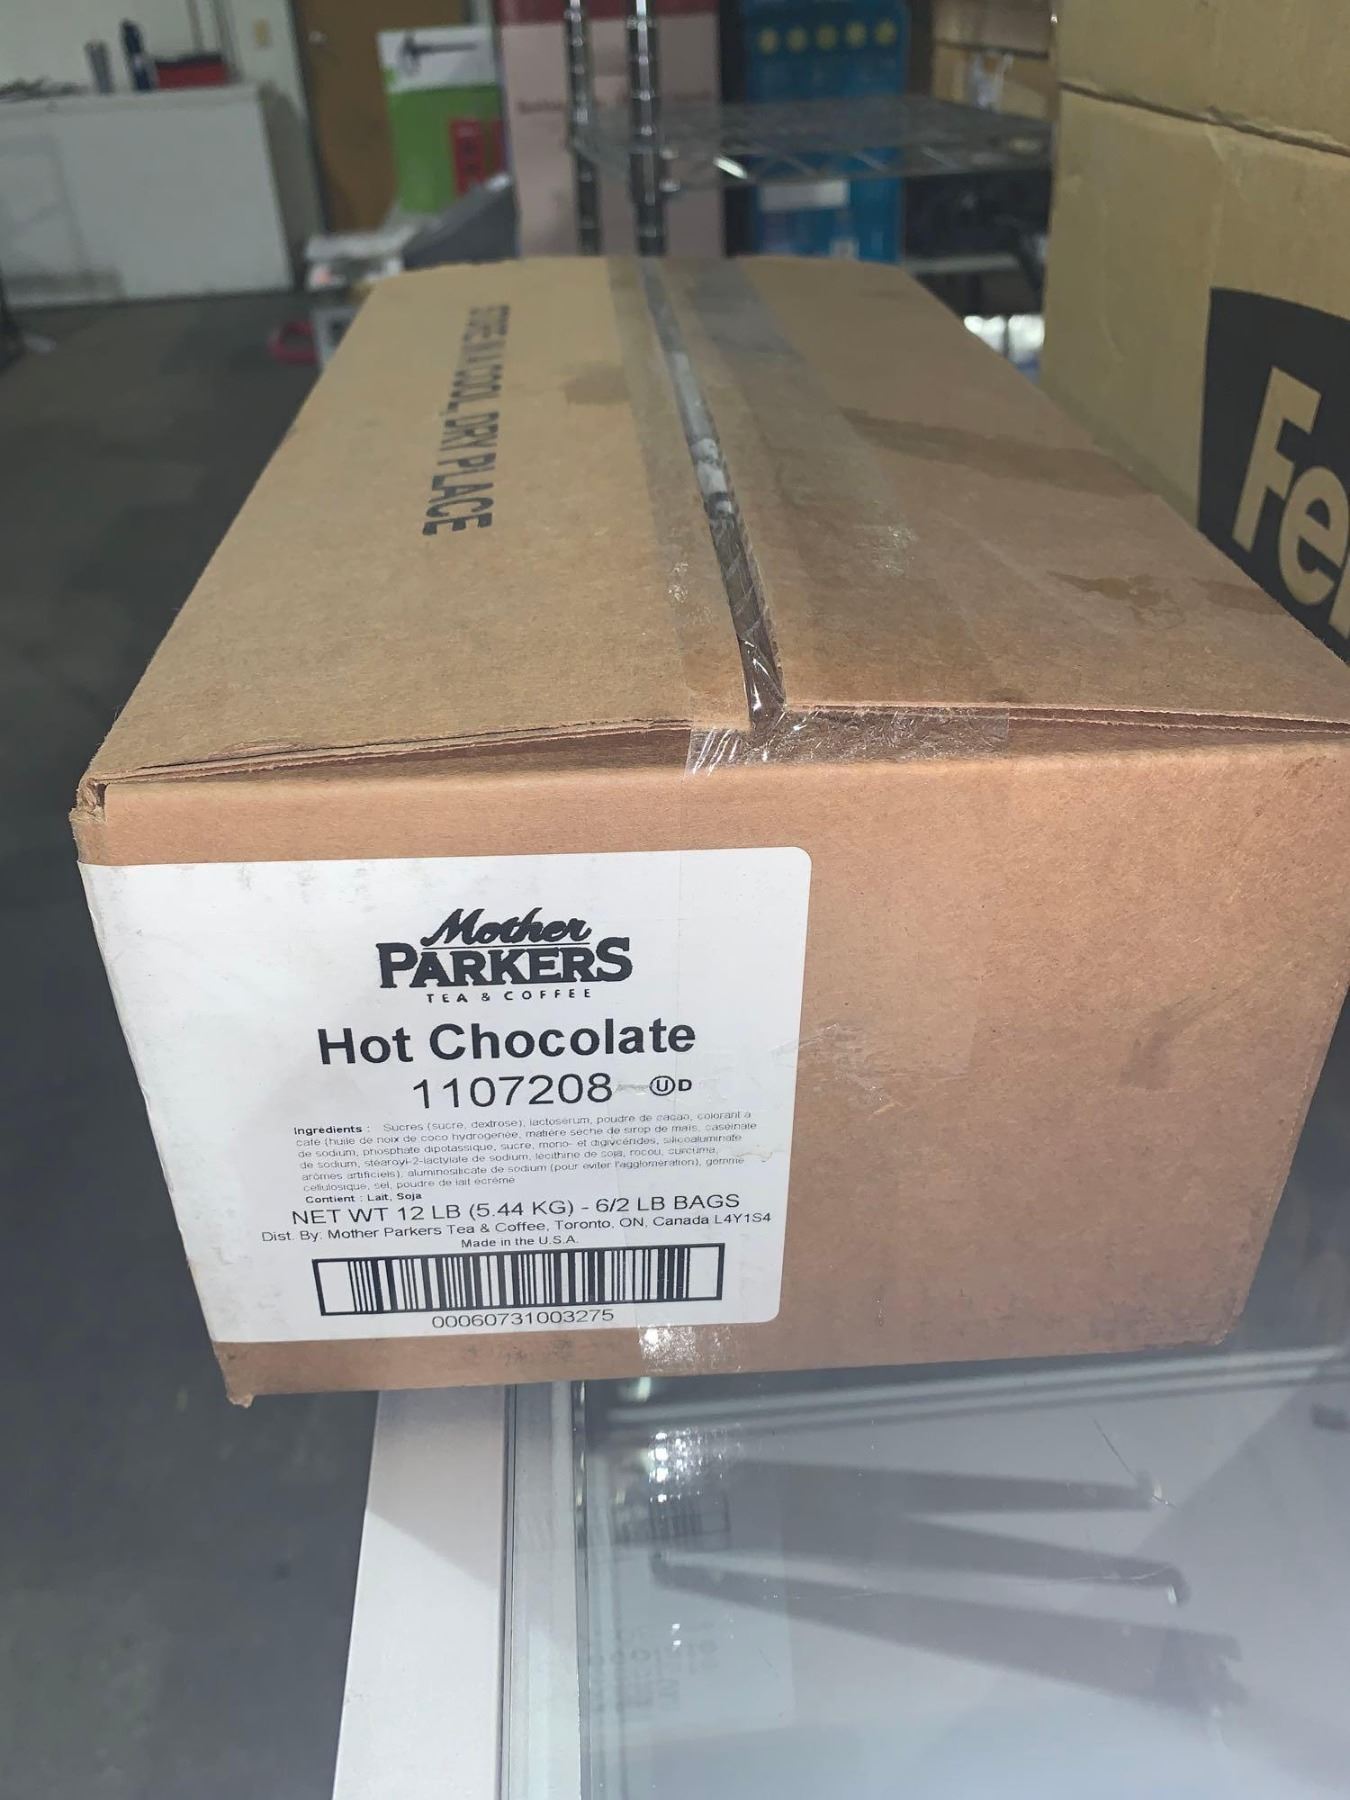 STORE IN A COOL, DRY PLACE
Fe
Mother
PARKERS
TEA & COFFEE
Hot Chocolate
1107208 ⓊD
Ingrédients : Sucres (sucre, dextrose), lactosérum, poudre de cacao, colorant à
café (huile de noix de coco hydrogénée, matière sèche de sirop de maïs, caséinate
de sodium, phosphate dipotassique, sucre, mono- et diglycérides, silicoaluminate
de sodium, stéaroyl-2-lactylate de sodium, lécithine de soja, rocou, curcuma,
arômes artificiels), aluminosilicate de sodium (pour éviter l'agglomération), gomme
cellulosique, sel, poudre de lait écrémé
Contient : Lait, Soja
NET WT 12 LB (5.44 KG) - 6/2 LB BAGS
Dist. By: Mother Parkers Tea & Coffee, Toronto, ON, Canada L4Y1S4
Made in the U.S.A.
00060731003275